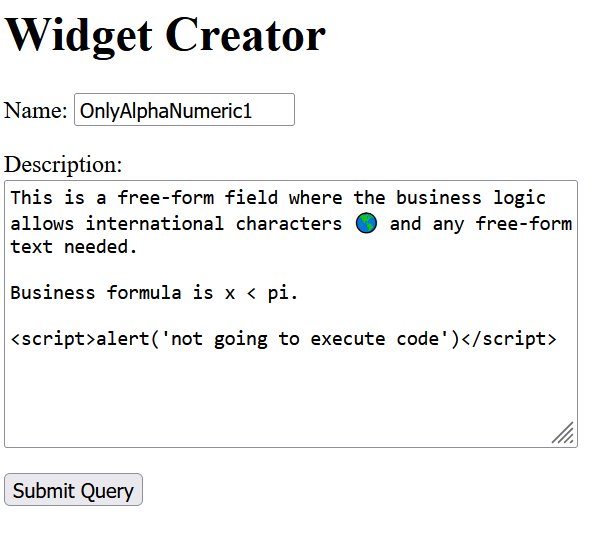 Widget Creator
Name: OnlyAlphaNumeric1
Description:
This is a free-form field where the business logic
allows international characters 🌎 and any free-form
text needed.
Business formula is x < pi.
<script>alert('not going to execute code')</script>
Submit Query